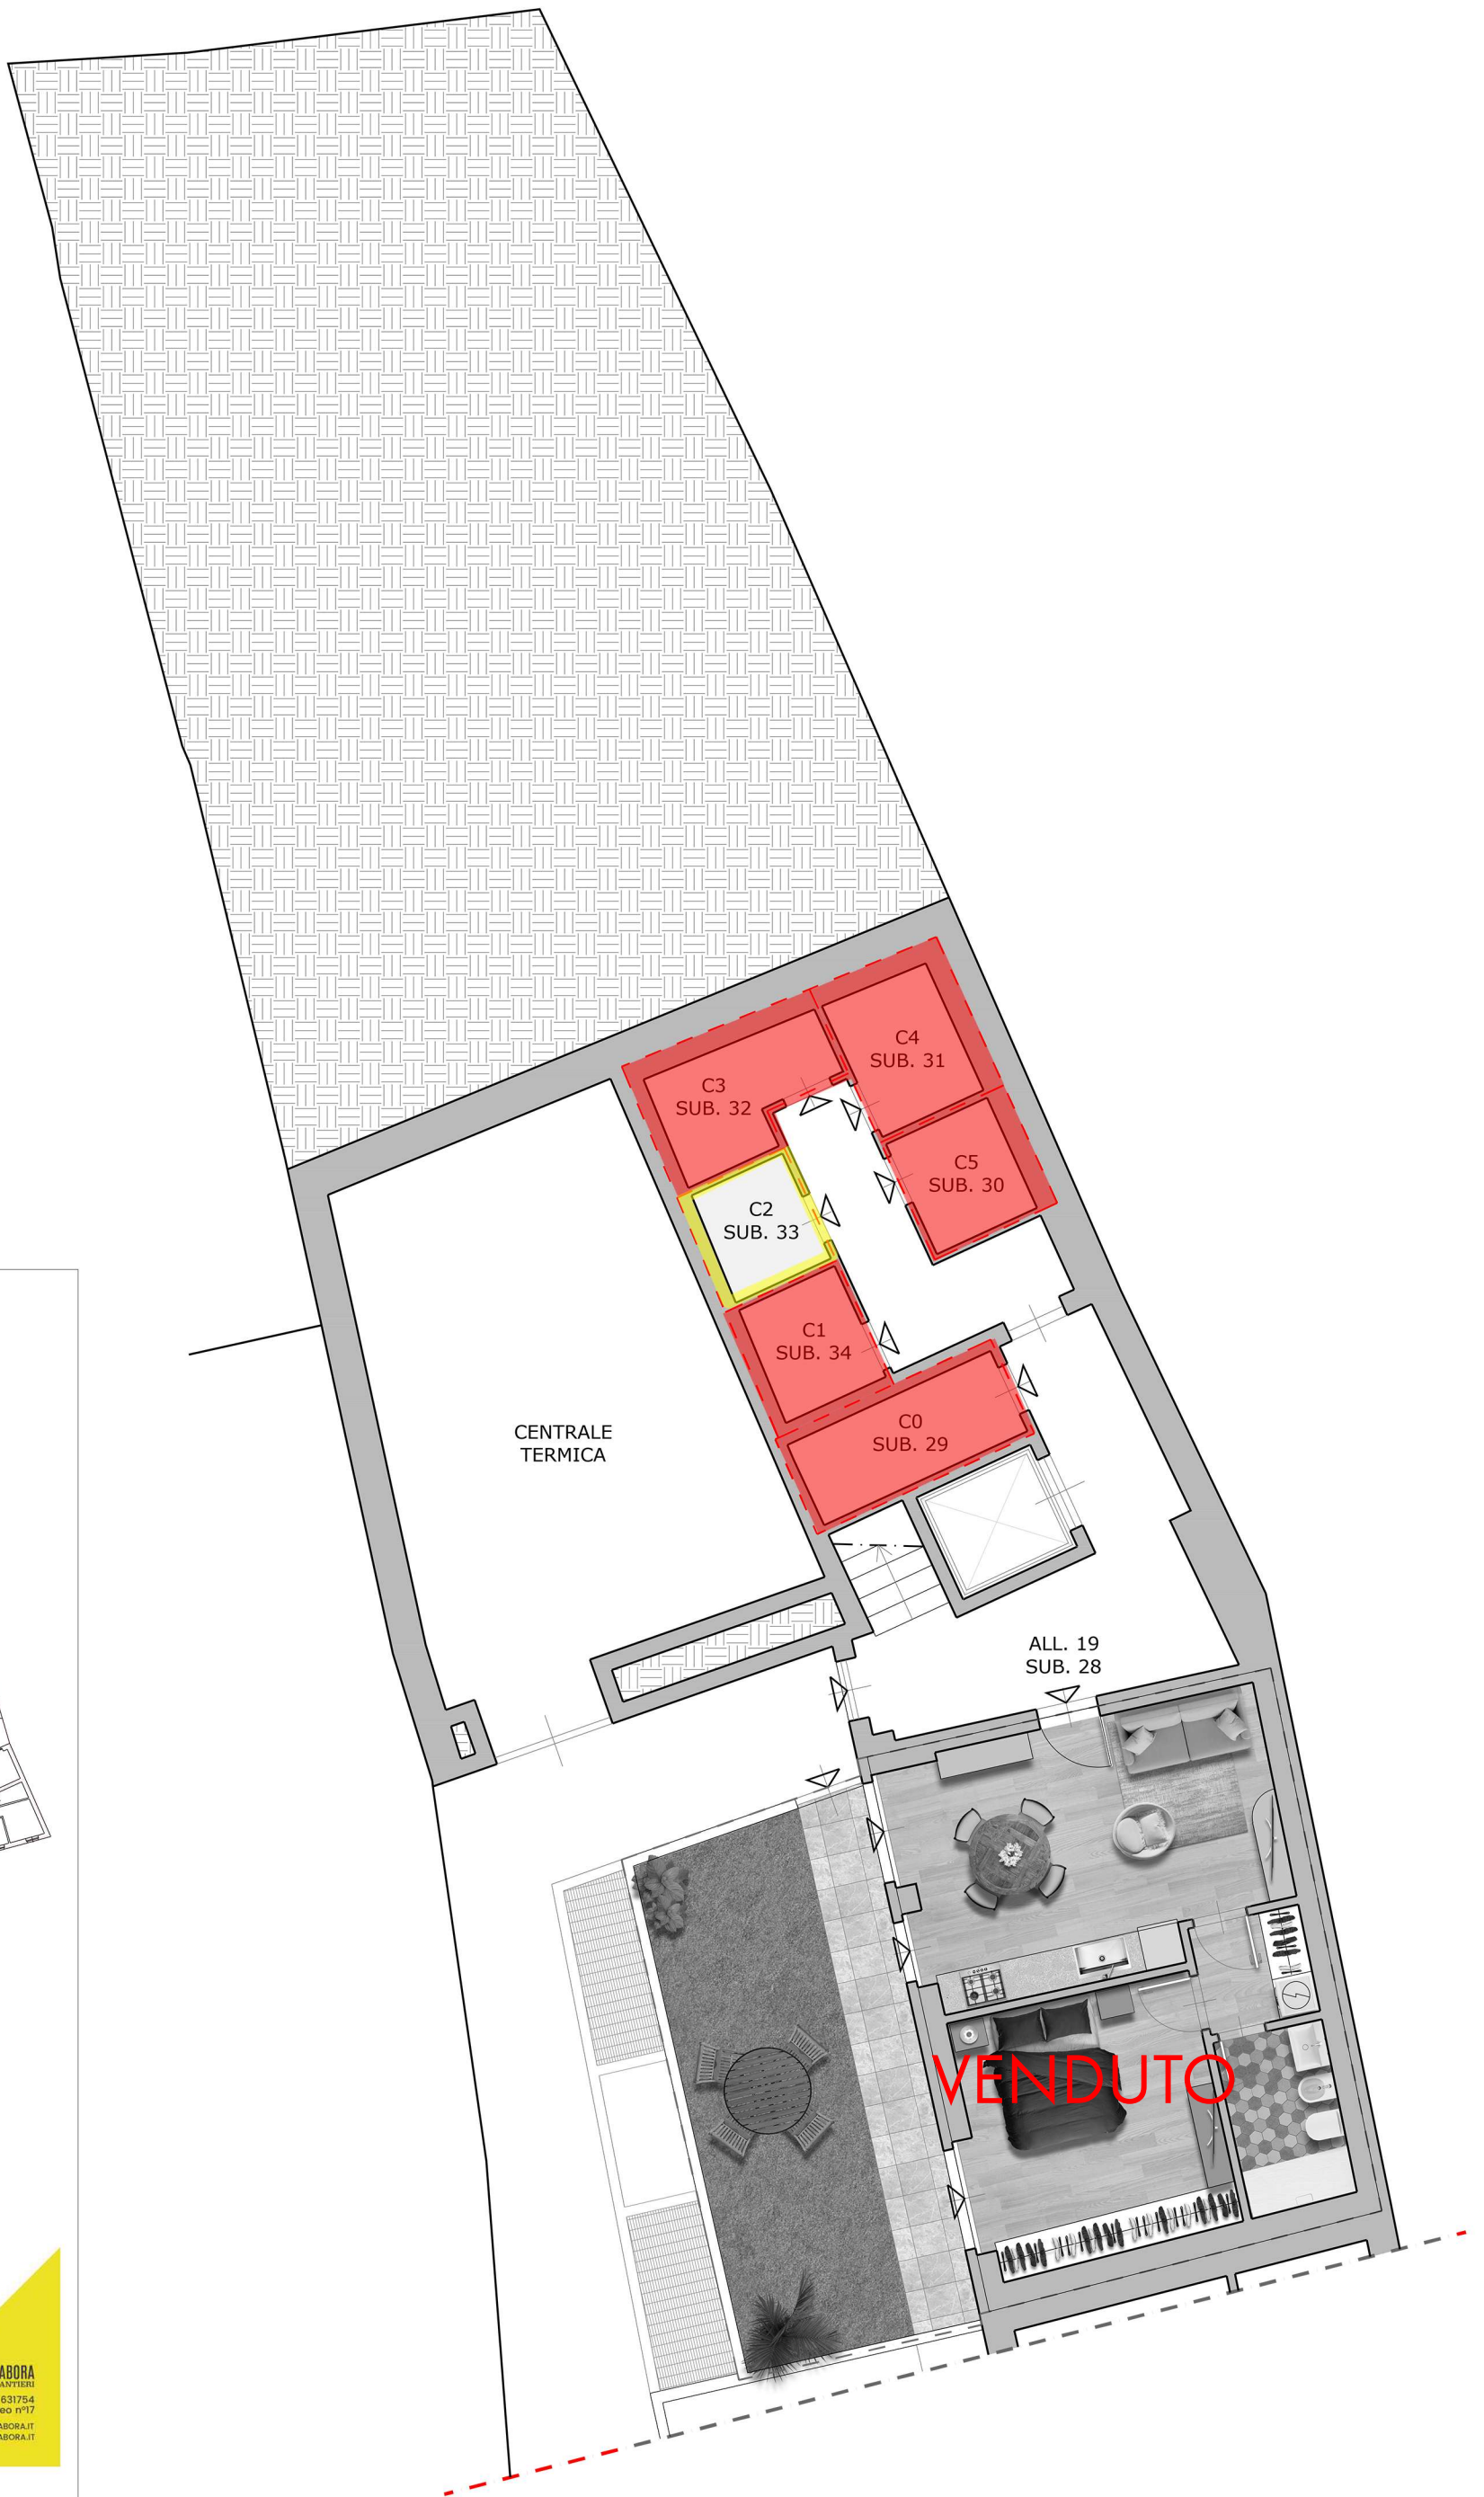 C4
SUB. 31
C3
SUB. 32
C5
SUB. 30
C2
SUB. 33
C1
SUB. 34
C0
SUB. 29
CENTRALE
TERMICA
ALL. 19
SUB. 28
VENDUTO
ABORA
ANTIERI
631754
eo n°17
ABORA.IT
ABORA.IT